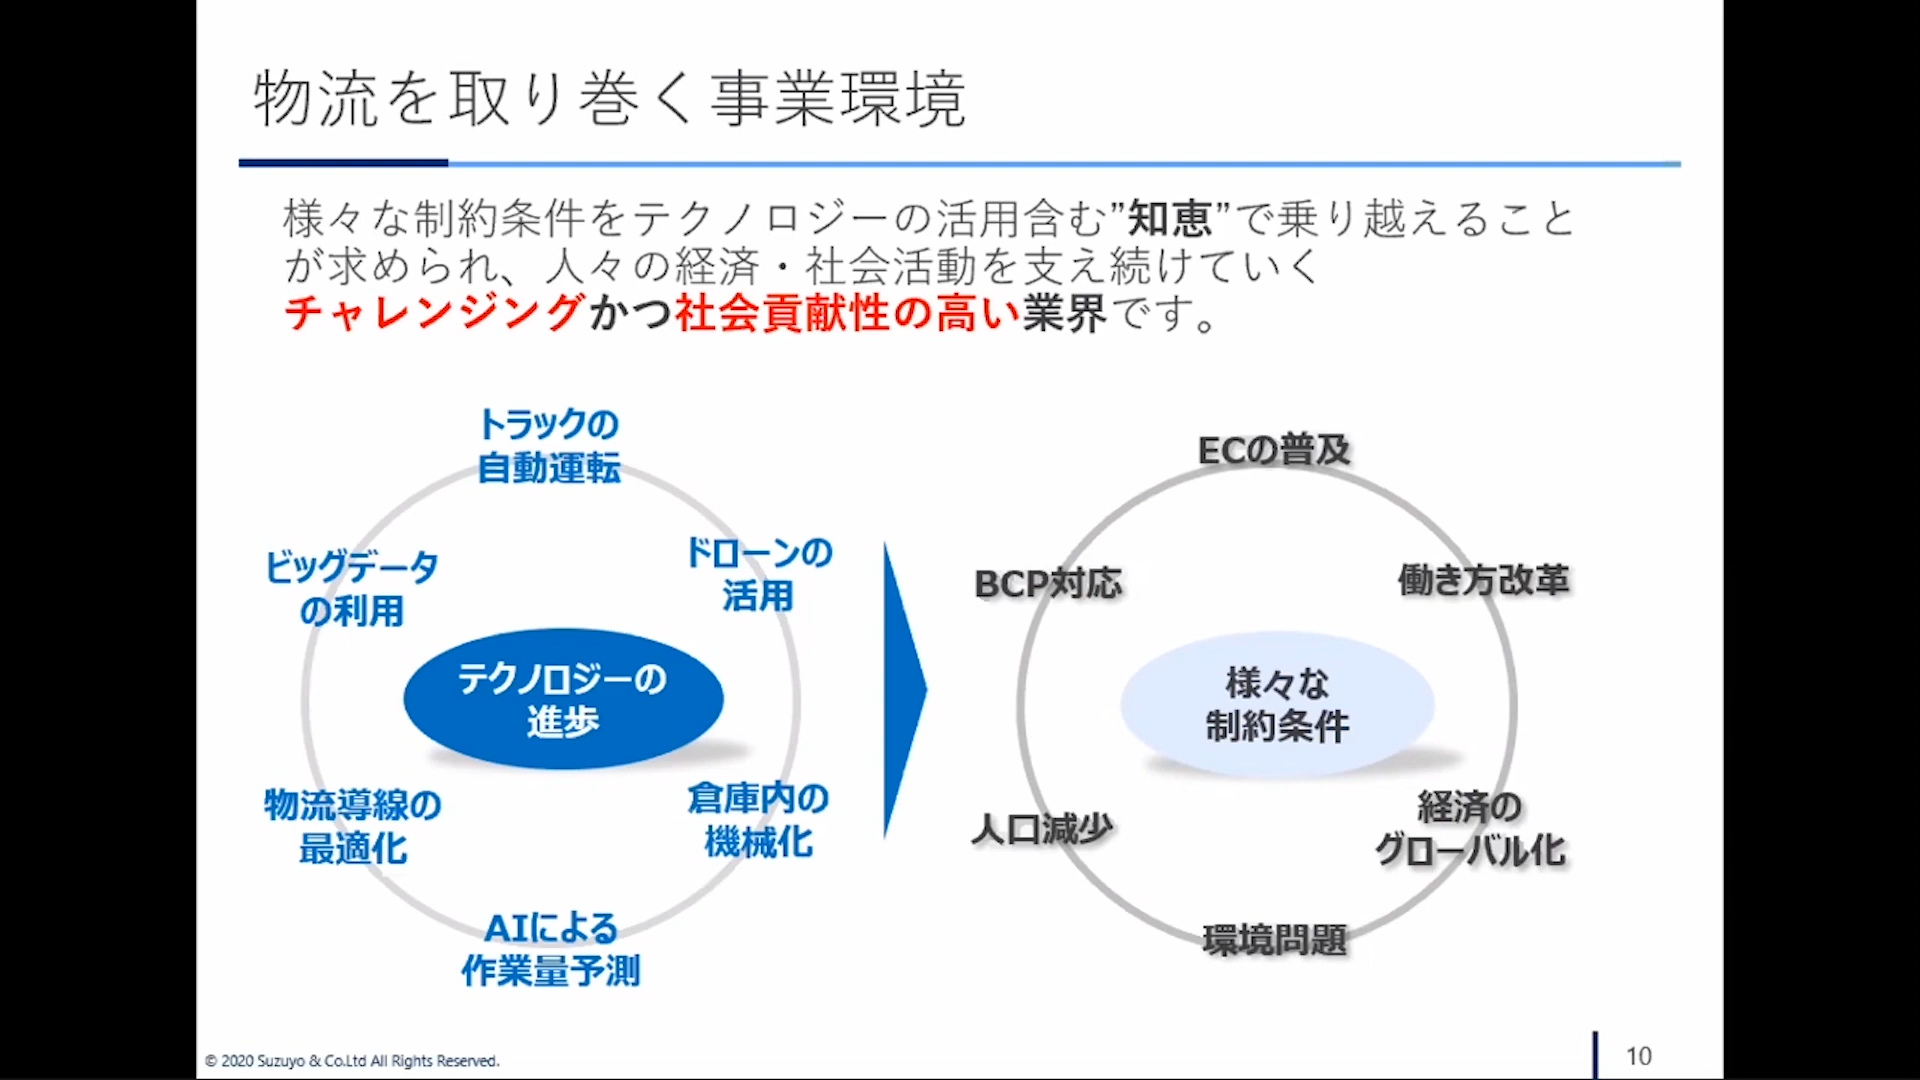 物流を取り巻く事業環境
様々な制約条件をテクノロジーの活用含む”知恵”で乗り越えること
が求められ、人々の経済・社会活動を支え続けていく
チャレンジングかつ社会貢献性の高い業界です。
トラックの
自動運転
ビッグデータ
の利用
ドローンの
活用
テクノロジーの
進歩
物流導線の
最適化
倉庫内の
機械化
AIによる
作業量予測
ECの普及
BCP対応
働き方改革
様々な
制約条件
人口減少
経済の
グローバル化
環境問題
© 2020 Suzuyo & Co.Ltd All Rights Reserved.
10